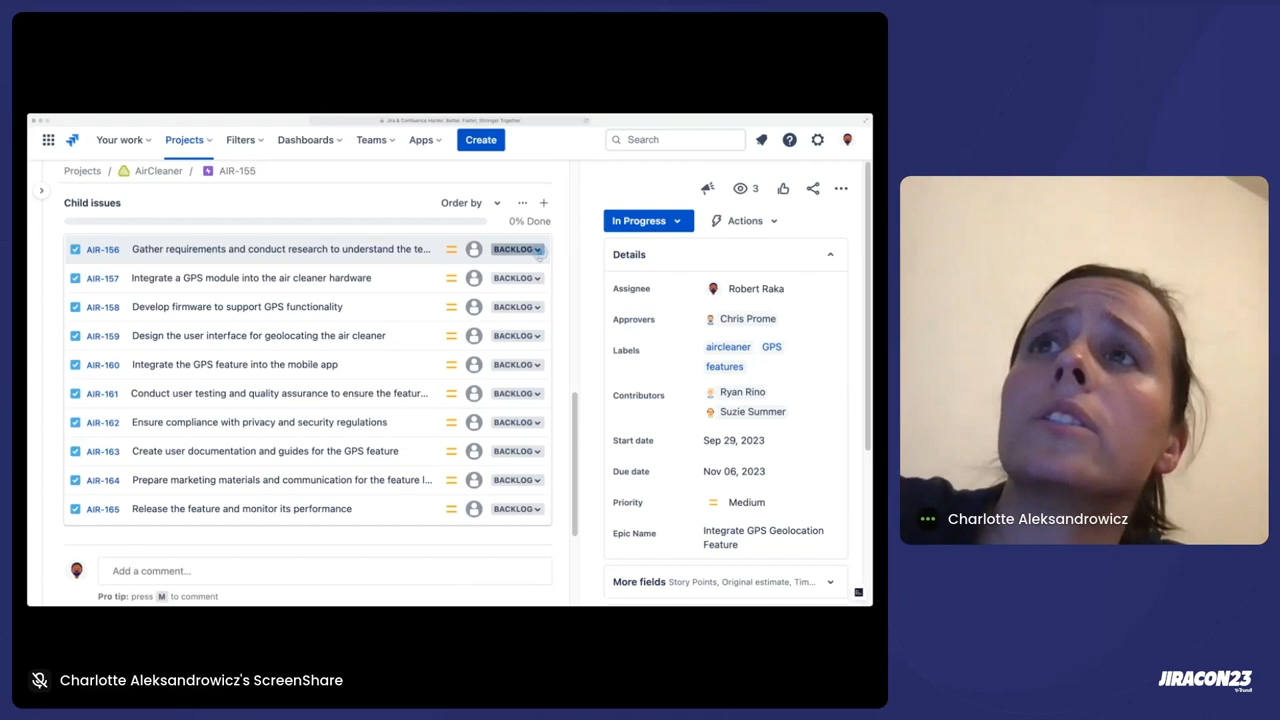 Jira & Confluence Harder, Better, Faster, Stronger Together
Your work
Projects
Filters
Dashboards
Teams
Apps
Create
Search
Projects / AirCleaner / AIR-155
3
Child issues
Order by
0% Done
In Progress
Actions
AIR-156 Gather requirements and conduct research to understand the te... BACKLOG
AIR-157 Integrate a GPS module into the air cleaner hardware BACKLOG
AIR-158 Develop firmware to support GPS functionality BACKLOG
AIR-159 Design the user interface for geolocating the air cleaner BACKLOG
AIR-160 Integrate the GPS feature into the mobile app BACKLOG
AIR-161 Conduct user testing and quality assurance to ensure the featur... BACKLOG
AIR-162 Ensure compliance with privacy and security regulations BACKLOG
AIR-163 Create user documentation and guides for the GPS feature BACKLOG
AIR-164 Prepare marketing materials and communication for the feature l... BACKLOG
AIR-165 Release the feature and monitor its performance BACKLOG
Add a comment...
Pro tip: press M to comment
Details
Assignee Robert Raka
Approvers Chris Prome
Labels aircleaner GPS
features
Contributors Ryan Rino
Suzie Summer
Start date Sep 29, 2023
Due date Nov 06, 2023
Priority Medium
Epic Name Integrate GPS Geolocation
Feature
More fields Story Points, Original estimate, Tim...
Charlotte Aleksandrowicz
Charlotte Aleksandrowicz's ScreenShare
JIRACON23